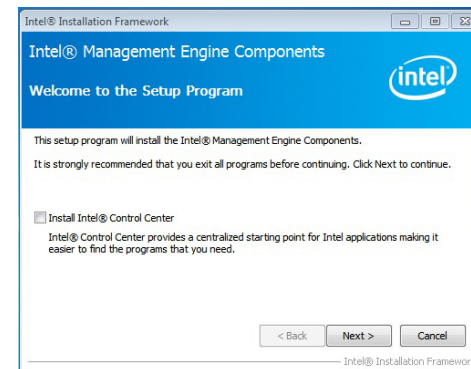 Intel® Installation Framework
Intel® Management Engine Components
Welcome to the Setup Program
intel
This setup program will install the Intel® Management Engine Components.
It is strongly recommended that you exit all programs before continuing. Click Next to continue.
Install Intel® Control Center
Intel® Control Center provides a centralized starting point for Intel applications making it
easier to find the programs that you need.
< Back Next > Cancel
Intel® Installation Framewor